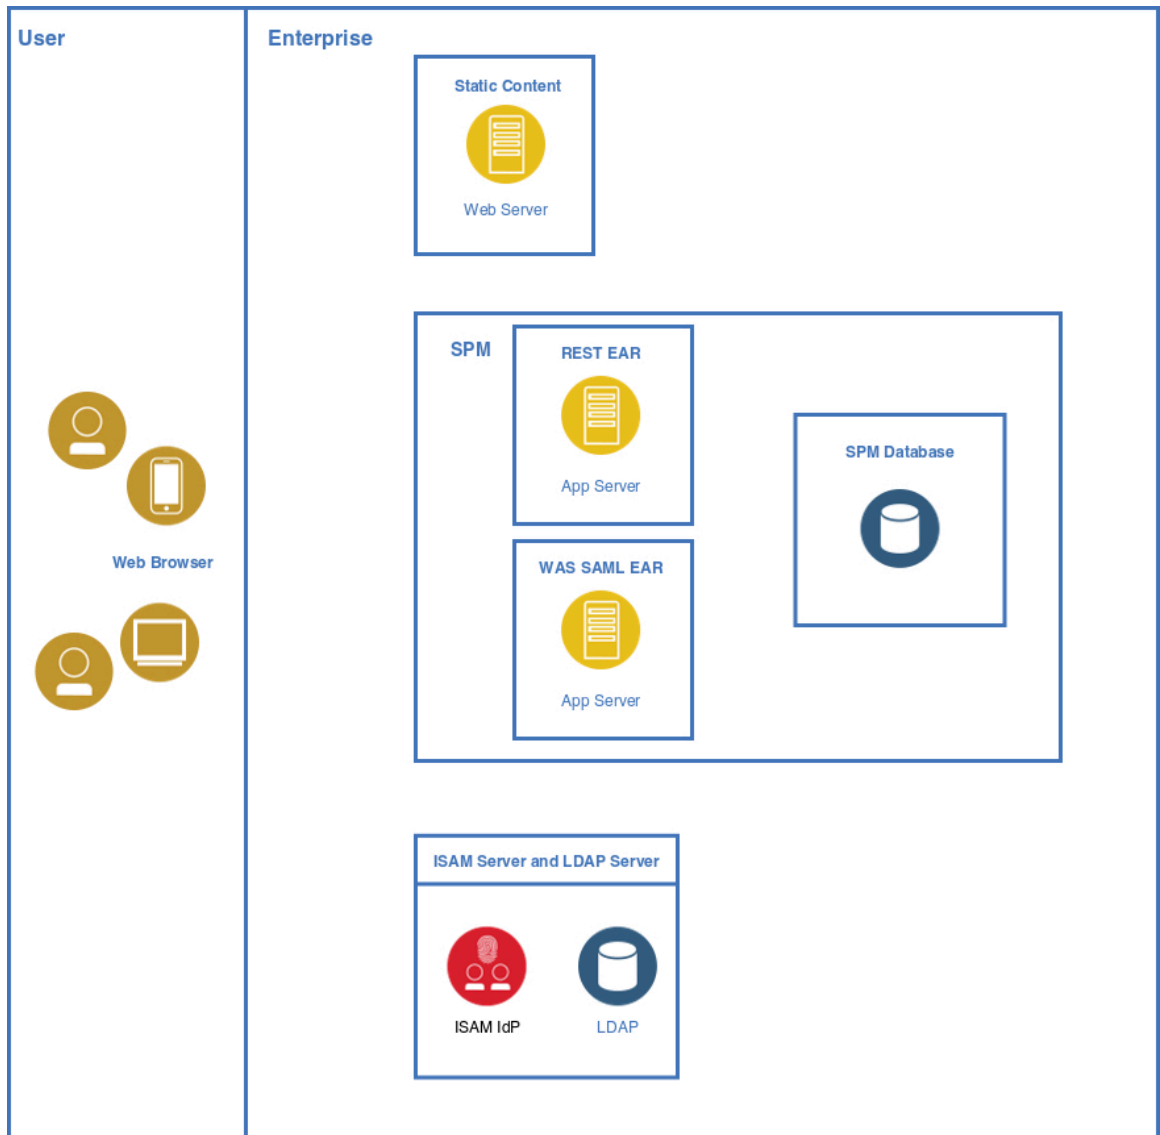 User
Enterprise
Static Content
Web Server
SPM
REST EAR
App Server
SPM Database
WAS SAML EAR
App Server
Web Browser
ISAM Server and LDAP Server
ISAM IdP
LDAP